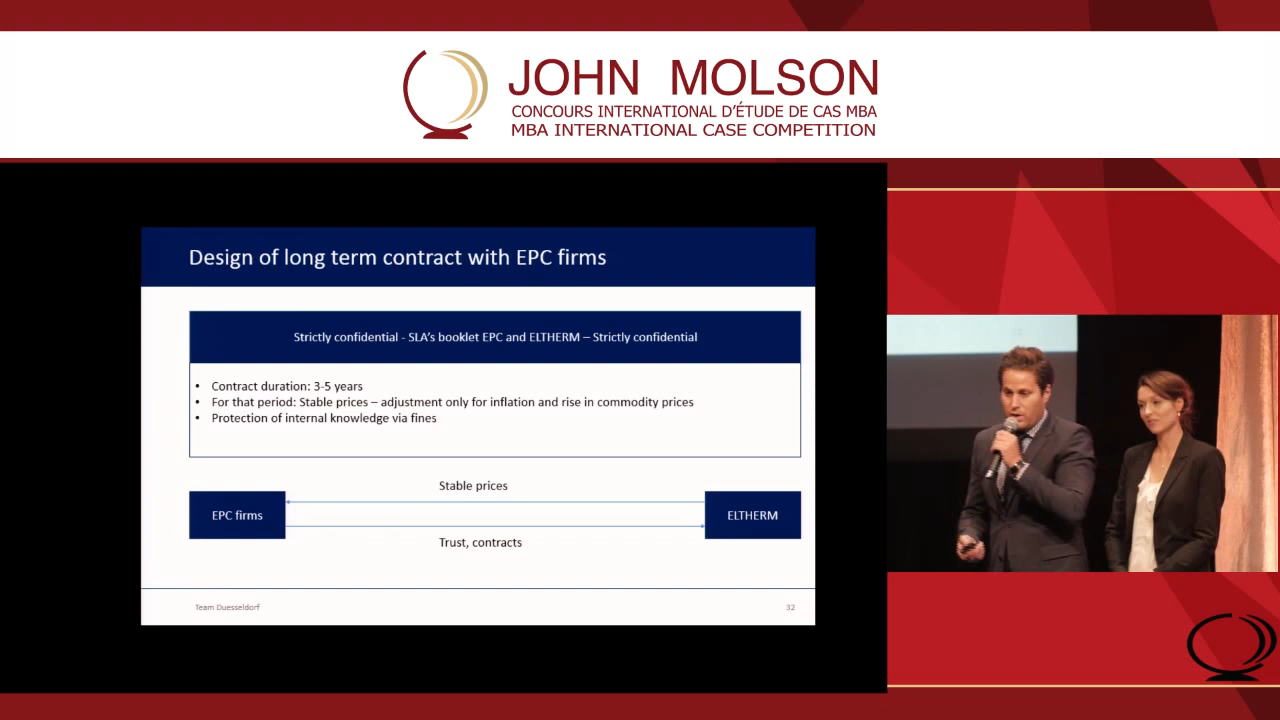 JOHN MOLSON
CONCOURS INTERNATIONAL D'ÉTUDE DE CAS MBA
MBA INTERNATIONAL CASE COMPETITION
Design of long term contract with EPC firms
Strictly confidential - SLA's booklet EPC and ELTHERM – Strictly confidential
• Contract duration: 3-5 years
• For that period: Stable prices – adjustment only for inflation and rise in commodity prices
• Protection of internal knowledge via fines
Stable prices
EPC firms
ELTHERM
Trust, contracts
Team Duesseldorf
32